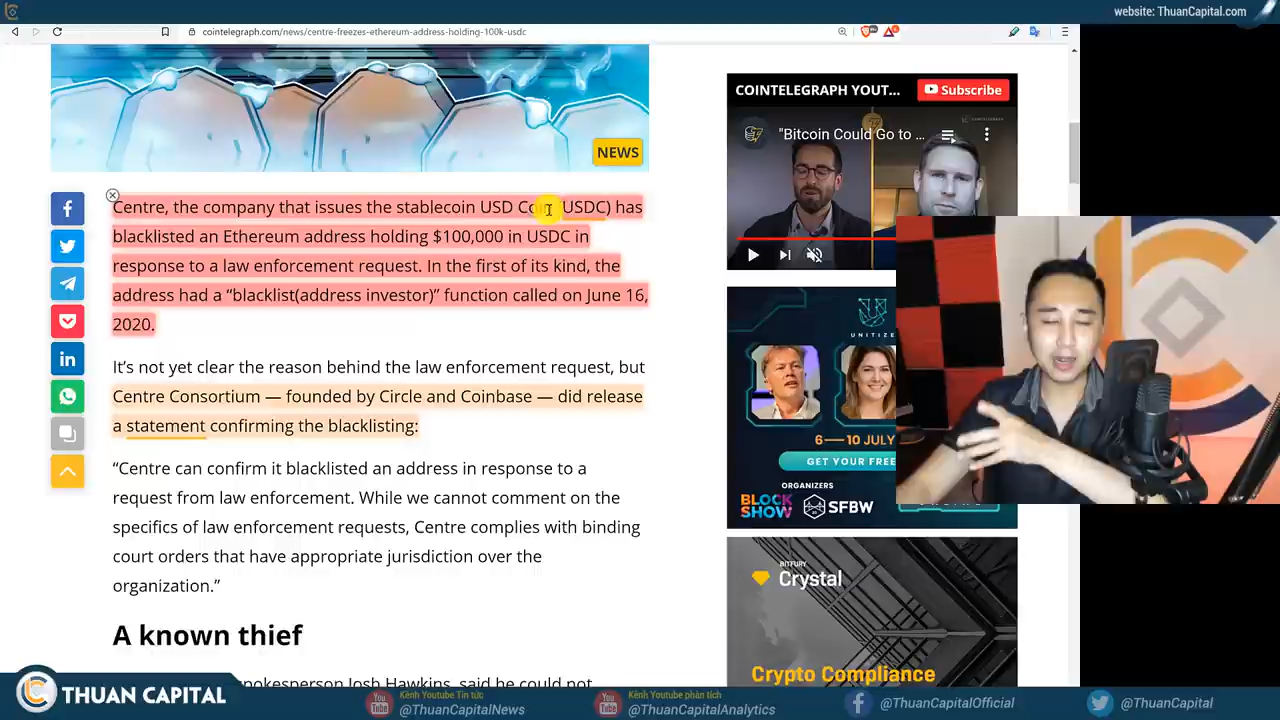 website: ThuanCapital.com
cointelegraph.com/news/centre-freezes-ethereum-address-holding-100k-usdc
NEWS
Centre, the company that issues the stablecoin USD Coin (USDC) has
blacklisted an Ethereum address holding $100,000 in USDC in
response to a law enforcement request. In the first of its kind, the
address had a “blacklist(address investor)” function called on June 16,
2020.
It’s not yet clear the reason behind the law enforcement request, but
Centre Consortium — founded by Circle and Coinbase — did release
a statement confirming the blacklisting:
“Centre can confirm it blacklisted an address in response to a
request from law enforcement. While we cannot comment on the
specifics of law enforcement requests, Centre complies with binding
court orders that have appropriate jurisdiction over the
organization.”
A known thief
spokesperson Josh Hawkins, said he could not
COINTELEGRAPH YOUT...
Subscribe
"Bitcoin Could Go to ...
UNITIZE
6—10 JULY
GET YOUR FREE
ORGANIZERS
BLOCK
SHOW
SFBW
BITFURY
Crystal
Crypto Compliance
THUAN CAPITAL
You Tube
Kênh Youtube Tin tức
@ThuanCapitalNews
You Tube
Kênh Youtube phân tích
@ThuanCapitalAnalytics
@ThuanCapitalOfficial
@ThuanCapital